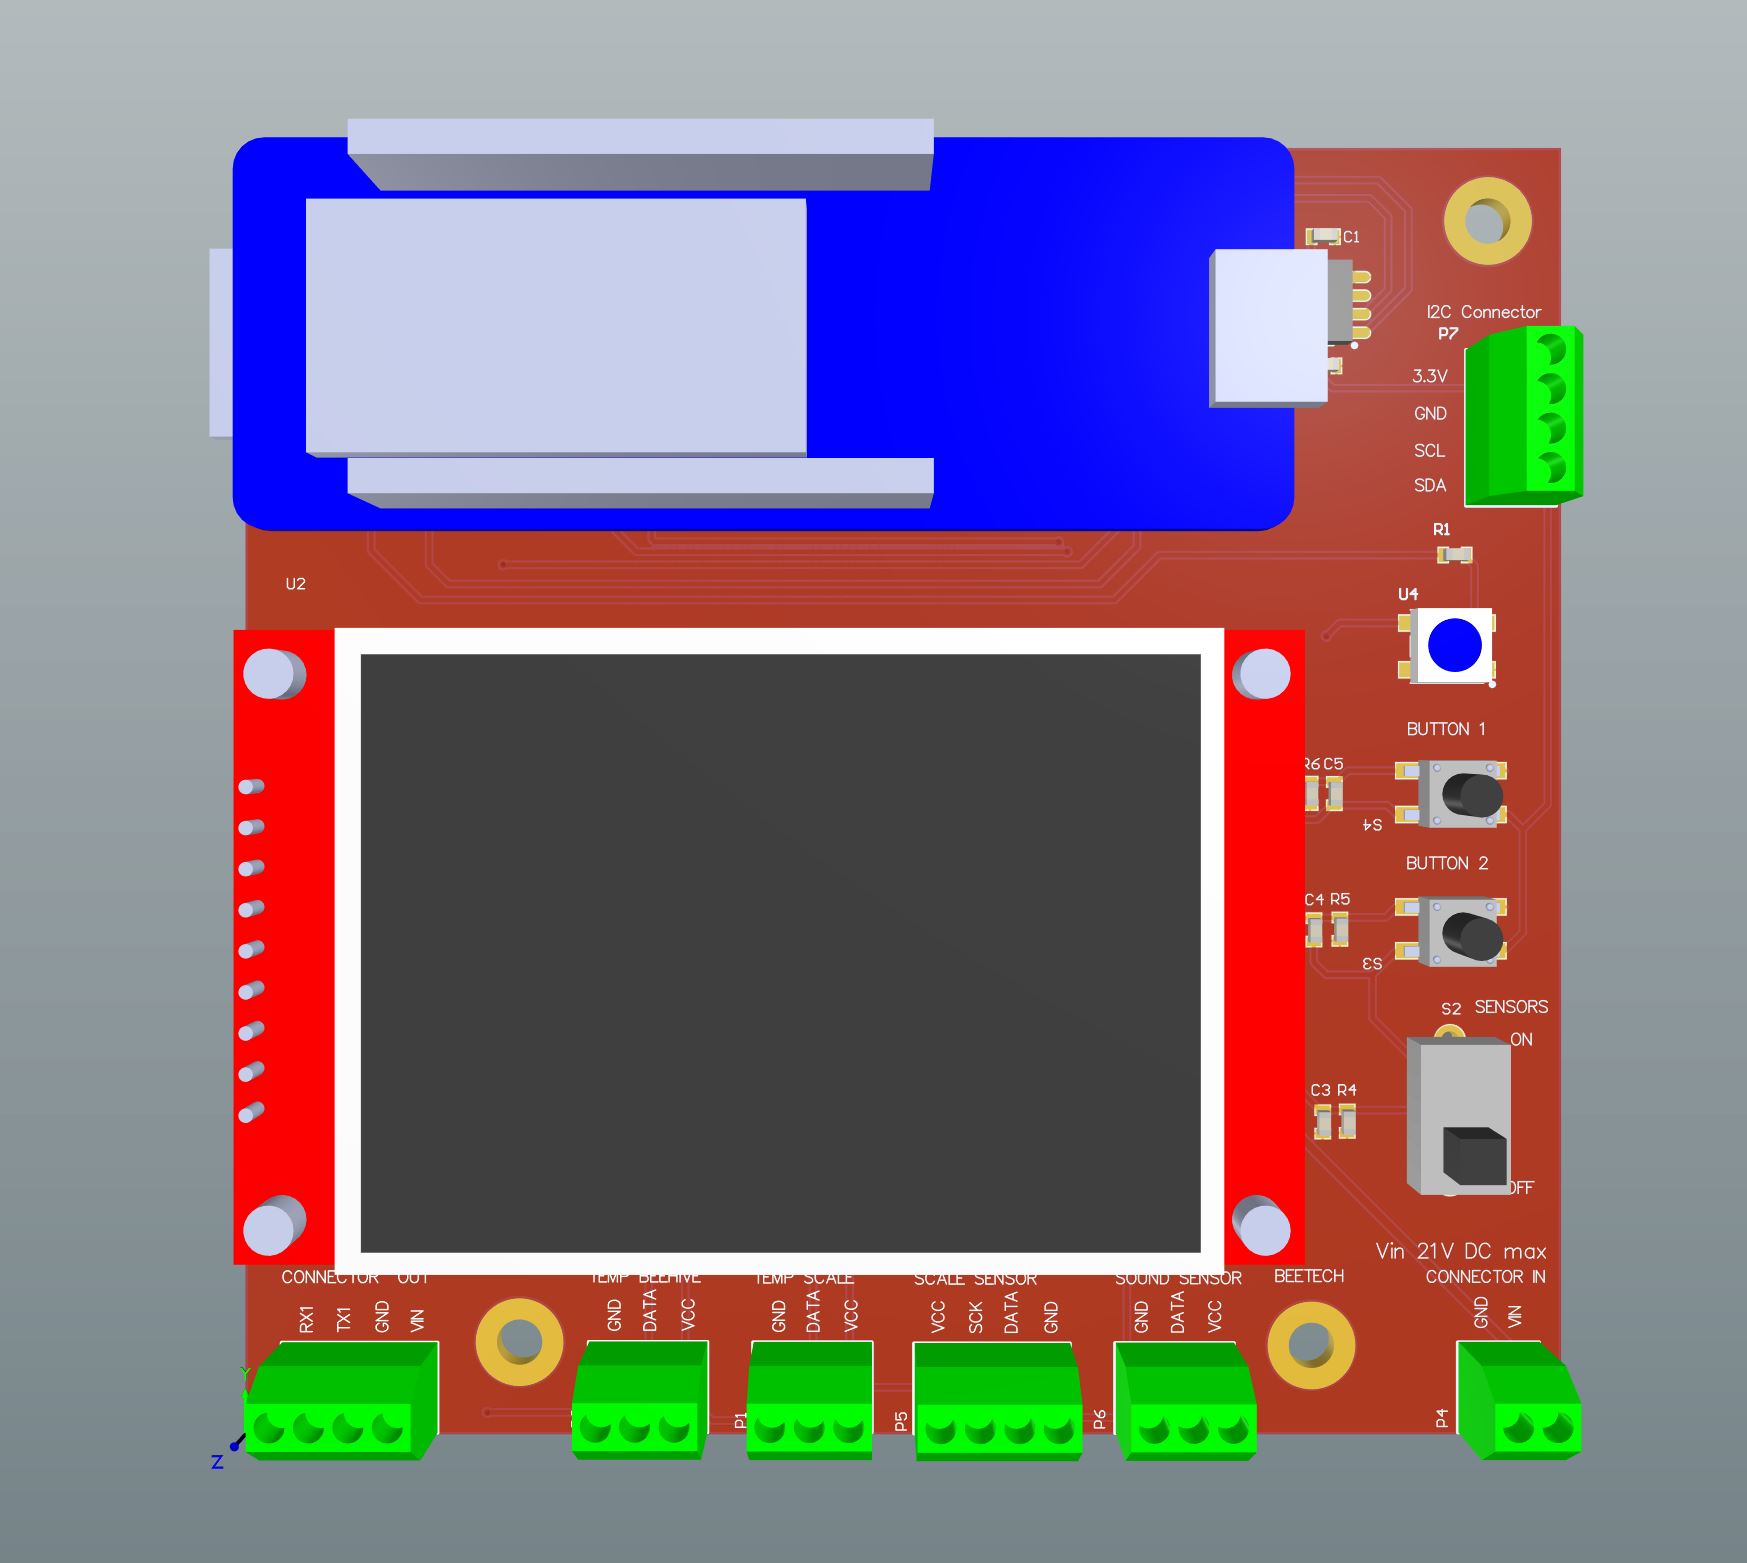 C1
I2C Connector
P7
3.3V
GND
SCL
SDA
R1
U2
U4
BUTTON 1
R6 C5
S4
BUTTON 2
C4 R5
S3
S2 SENSORS
ON
C3 R4
OFF
Vin 21V DC max
CONNECTOR OUT
TEMP BEEHIVE
TEMP SCALE
SCALE SENSOR
SOUND SENSOR
BEETECH
CONNECTOR IN
RX1 TX1 GND VIN
GND DATA VCC
GND DATA VCC
VCC SCK DATA GND
GND DATA VCC
GND VIN
P1
P5
P6
P4
Y
Z